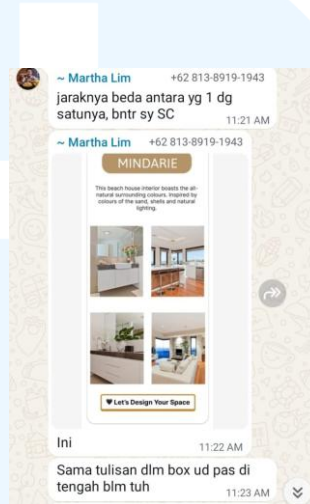 ~ Martha Lim +62 813-8919-1943
jaraknya beda antara yg 1 dg
satunya, bntr sy SC
11:21 AM
~ Martha Lim +62 813-8919-1943
MINDARIE
This beach house interior boasts the all-
natural surrounding colours. Inspired by
colours of the sand, shells and natural
lighting.
Let's Design Your Space
Ini
11:22 AM
Sama tulisan dlm box ud pas di
tengah blm tuh
11:23 AM